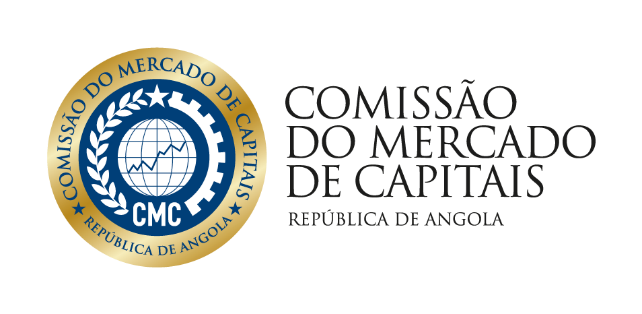 COMISSÃO DO MERCADO DE CAPITAIS
CMC
★ REPÚBLICA DE ANGOLA ★
COMISSÃO
DO MERCADO
DE CAPITAIS
REPÚBLICA DE ANGOLA